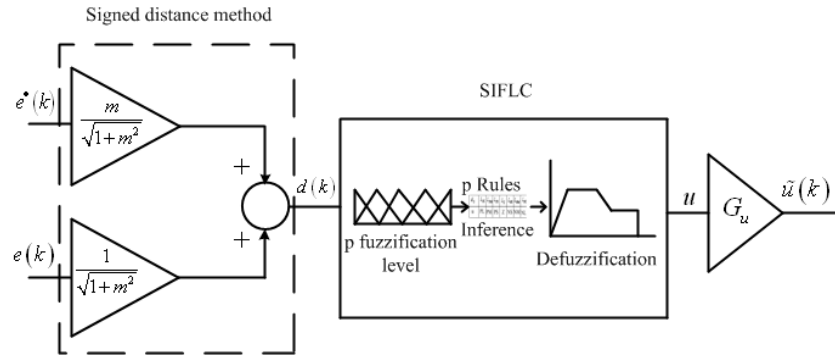 Signed distance method
e•(k)
m
√1+m²
+
d(k)
+
e(k)
1
√1+m²
SIFLC
p Rules
Inference
p fuzzification
level
Defuzzification
u
G_u
ũ(k)